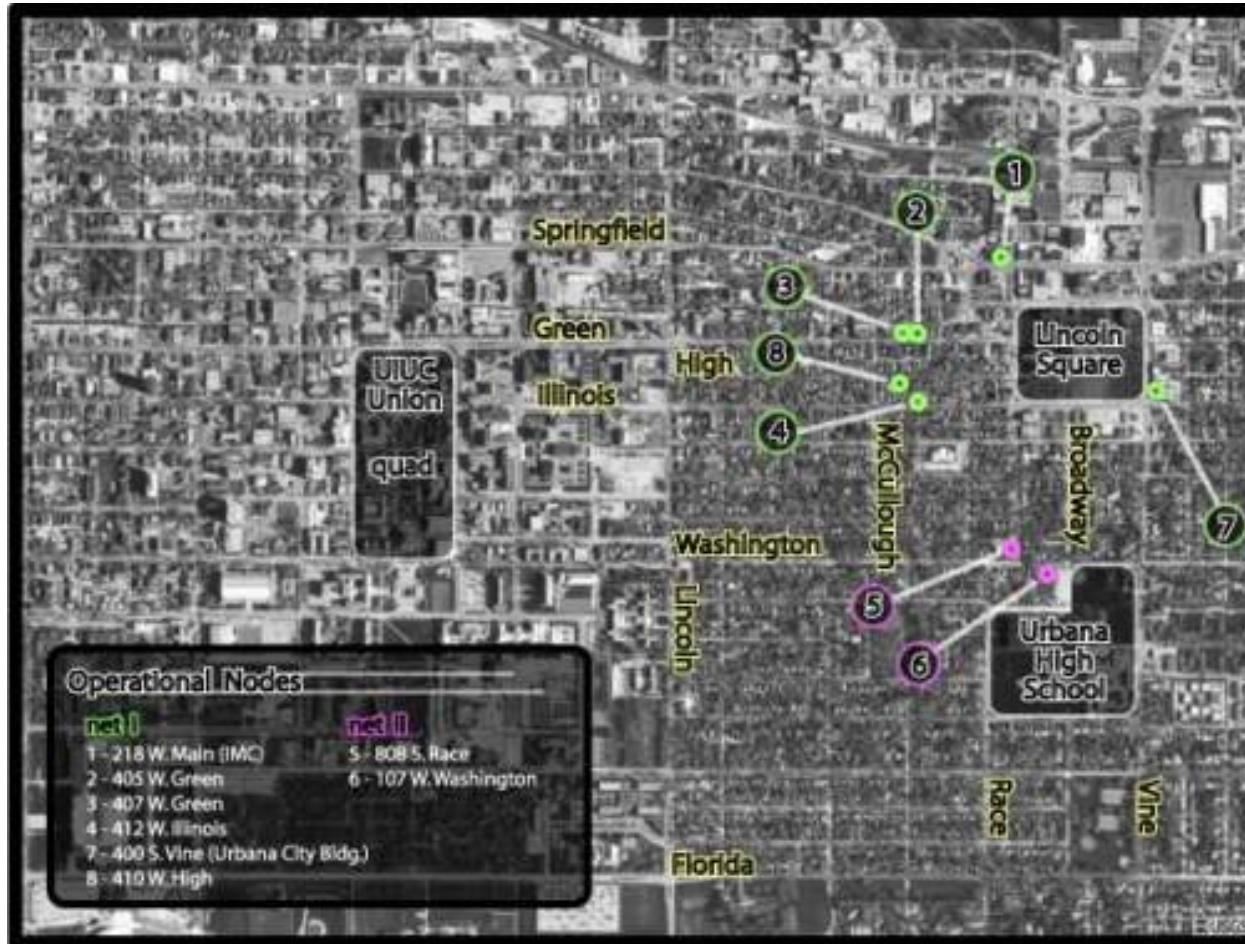 1
2
Springfield
3
Green
Lincoln
Square
8
High
UIUC
Union
Illinois
4
quad
McCullough
Broadway
7
Washington
5
Lincoln
6
Urbana
High
School
Operational Nodes
net I
net II
1 - 218 W. Main (IMC)
5 - 808 S. Race
2 - 405 W. Green
6 - 107 W. Washington
3 - 407 W. Green
4 - 412 W. Illinois
7 - 400 S. Vine (Urbana City Bldg.)
8 - 410 W. High
Race
Vine
Florida